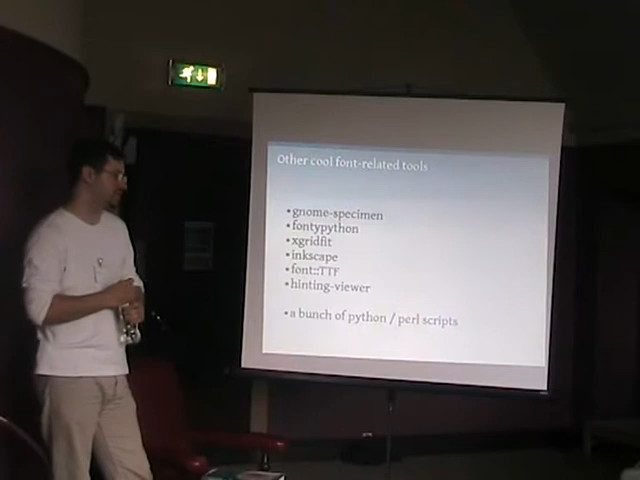 Other cool font-related tools
•gnome-specimen
•fontypython
•xgridfit
•inkscape
•font::TTF
•hinting-viewer
•a bunch of python / perl scripts